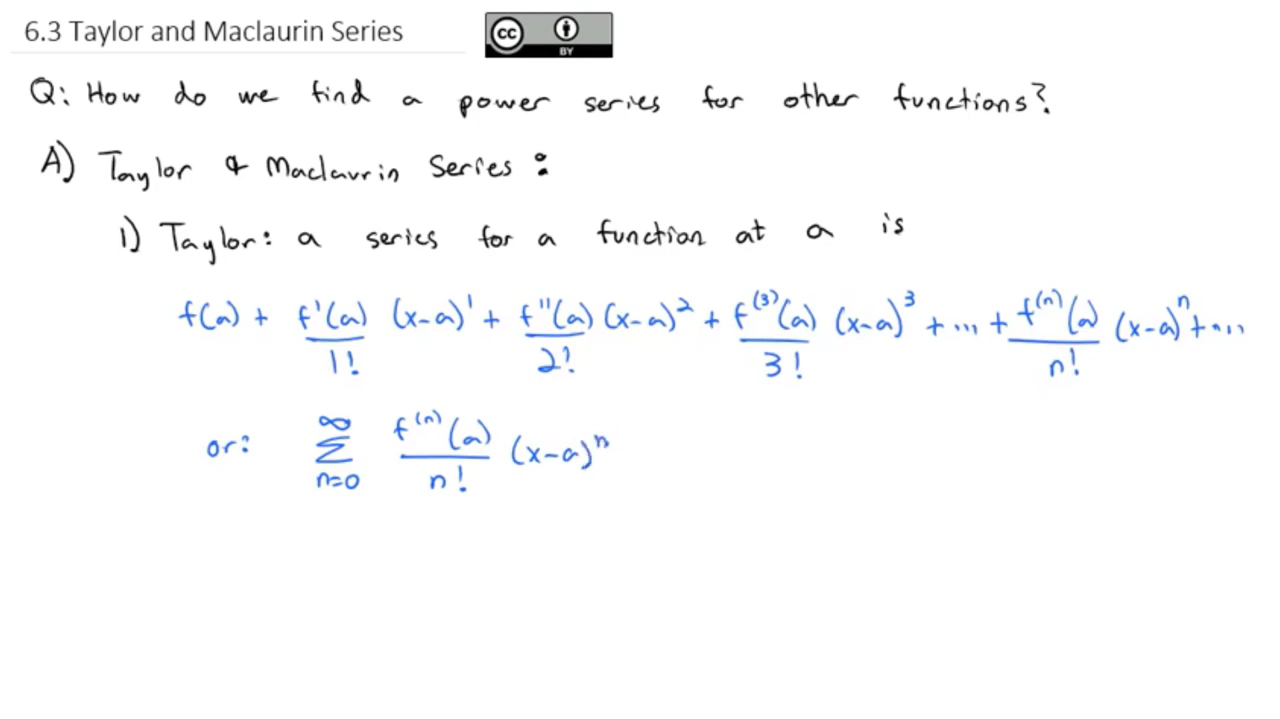 6.3 Taylor and Maclaurin Series
cc BY
Q: How do we find a power series for other functions?
A) Taylor & Maclaurin Series:
1) Taylor: a series for a function at a is
f(a) + f'(a)/1! (x-a)¹ + f''(a)/2! (x-a)² + f⁽³⁾(a)/3! (x-a)³ + ... + f⁽ⁿ⁾(a)/n! (x-a)ⁿ + ...
or: ∞ Σ n=0 f⁽ⁿ⁾(a)/n! (x-a)ⁿ